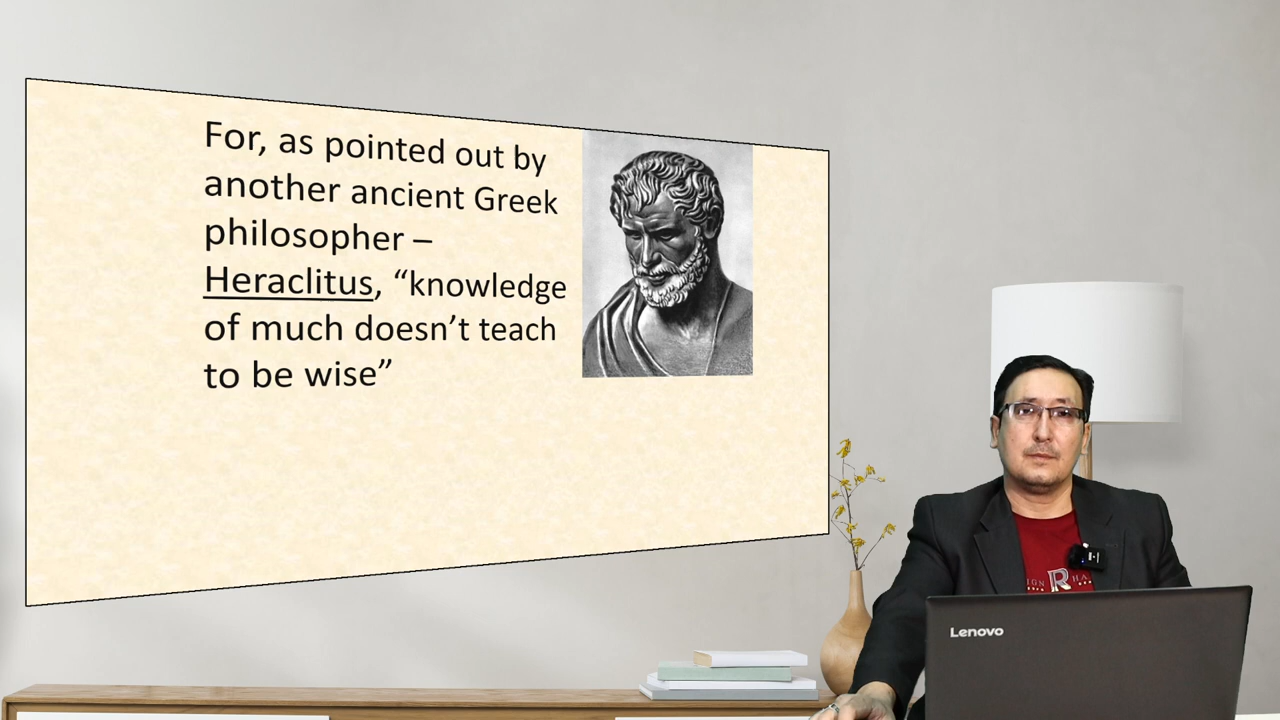 For, as pointed out by
another ancient Greek
philosopher –
Heraclitus, “knowledge
of much doesn’t teach
to be wise”
Lenovo
R